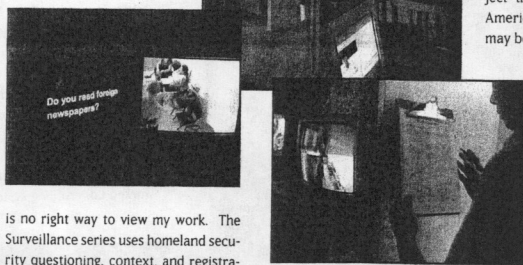 Americ
may be
Do you read foreign
newspapers?
is no right way to view my work. The
Surveillance series uses homeland secu-
rity questioning, context, and registra-